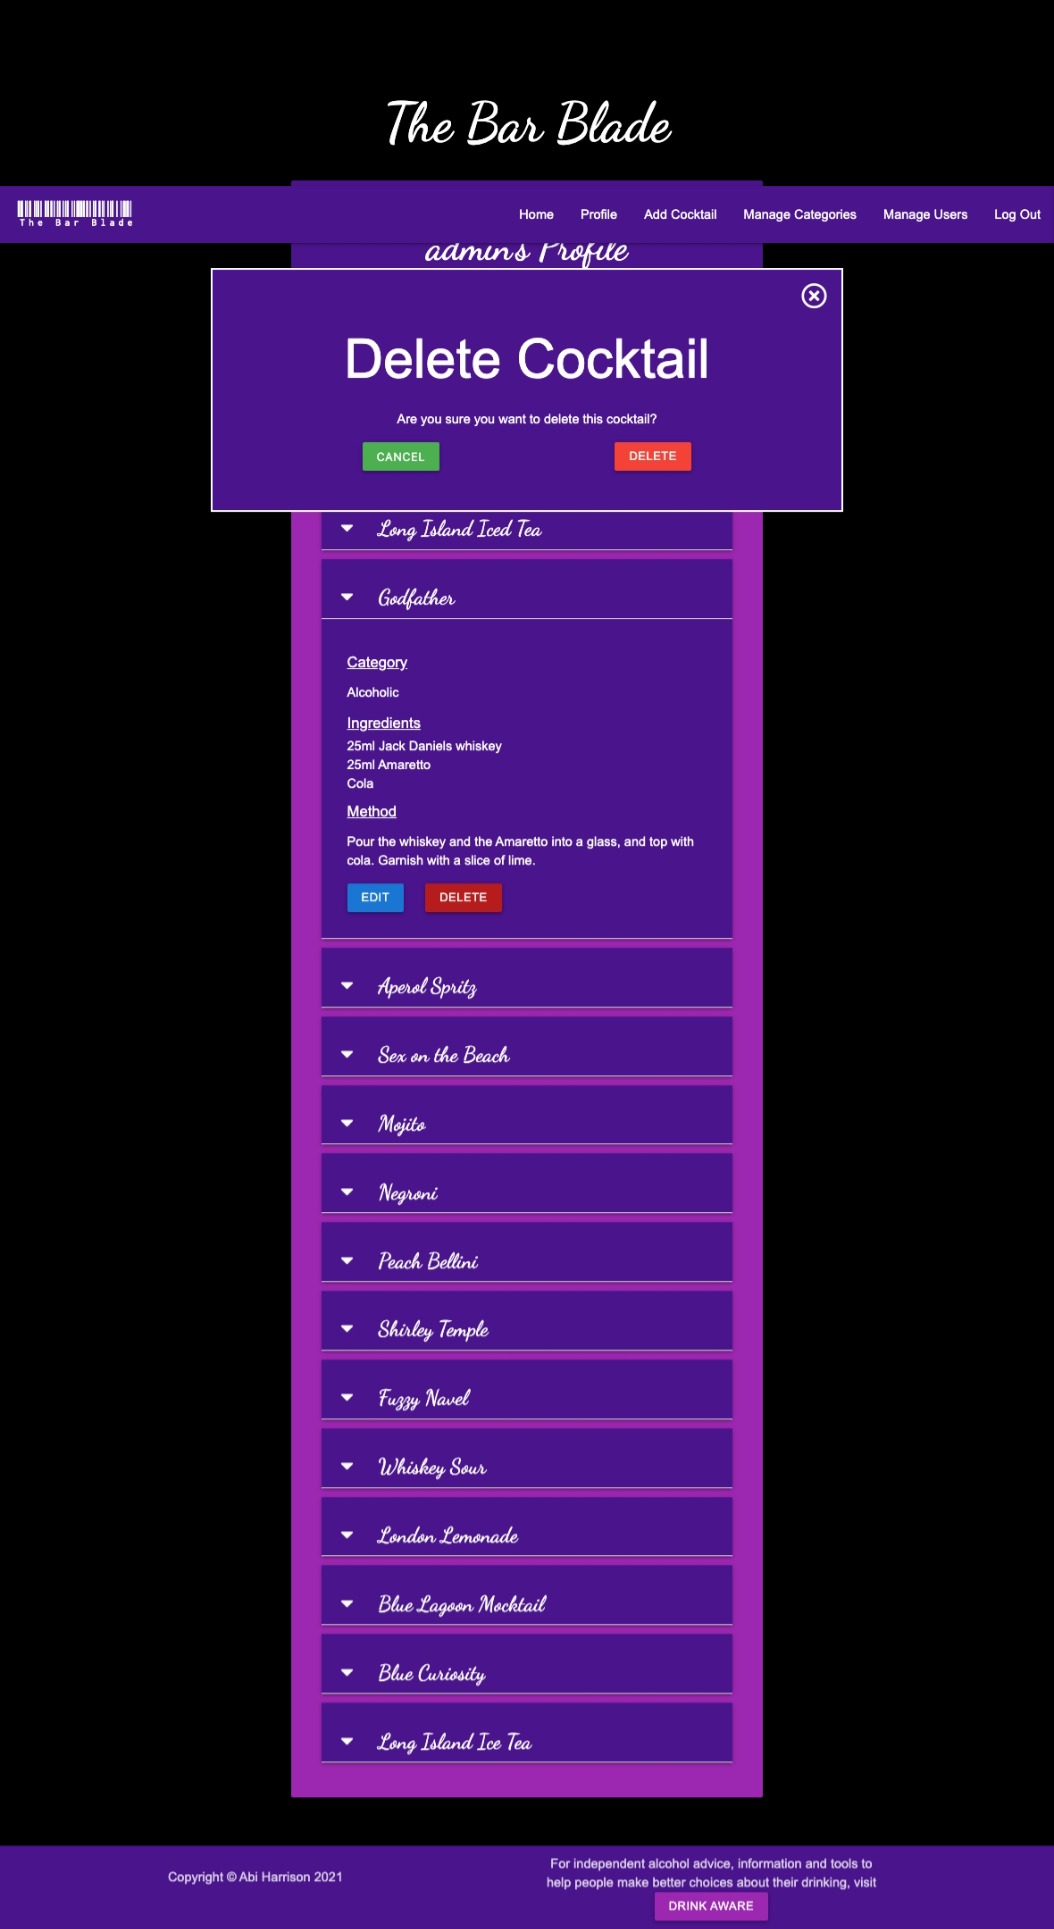 The Bar Blade
The Bar Blade
Home Profile Add Cocktail Manage Categories Manage Users Log Out
admin's Profile
Delete Cocktail
Are you sure you want to delete this cocktail?
CANCEL DELETE
Long Island Iced Tea
Godfather
Category
Alcoholic
Ingredients
25ml Jack Daniels whiskey
25ml Amaretto
Cola
Method
Pour the whiskey and the Amaretto into a glass, and top with
cola. Garnish with a slice of lime.
EDIT DELETE
Aperol Spritz
Sex on the Beach
Mojito
Negroni
Peach Bellini
Shirley Temple
Fuzzy Navel
Whiskey Sour
London Lemonade
Blue Lagoon Mocktail
Blue Curiosity
Long Island Ice Tea
Copyright © Abi Harrison 2021
For independent alcohol advice, information and tools to
help people make better choices about their drinking, visit
DRINK AWARE